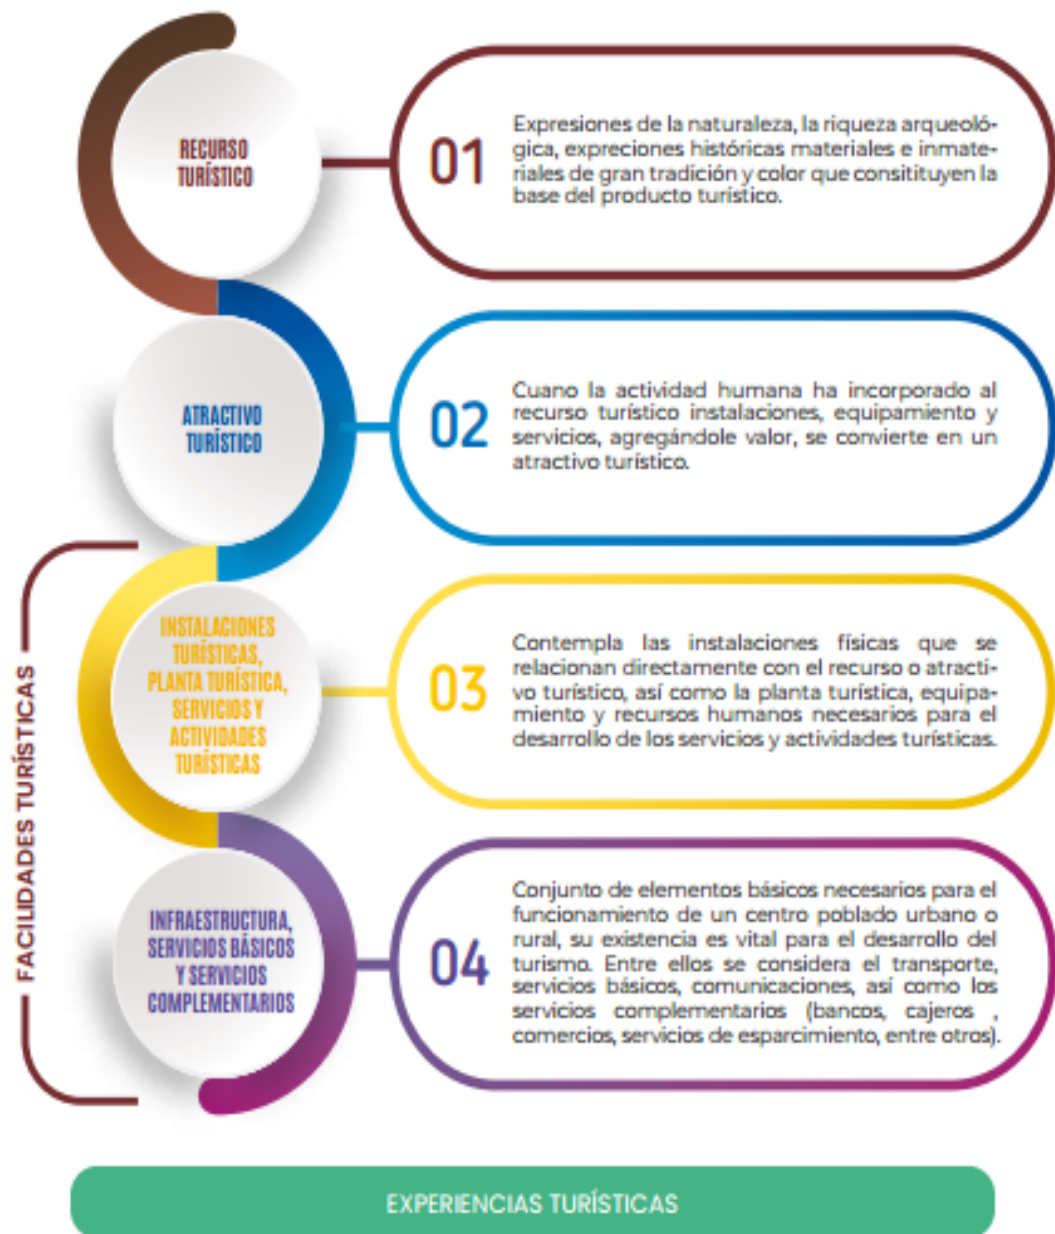 RECURSO
TURÍSTICO
01
Expresiones de la naturaleza, la riqueza arqueoló-
gica, expreciones históricas materiales e inmate-
riales de gran tradición y color que consitituyen la
base del producto turístico.
ATRACTIVO
TURÍSTICO
02
Cuano la actividad humana ha incorporado al
recurso turístico instalaciones, equipamiento y
servicios, agregándole valor, se convierte en un
atractivo turístico.
FACILIDADES TURÍSTICAS
INSTALACIONES
TURÍSTICAS,
PLANTA TURÍSTICA,
SERVICIOS Y
ACTIVIDADES
TURÍSTICAS
03
Contempla las instalaciones físicas que se
relacionan directamente con el recurso o atracti-
vo turístico, así como la planta turística, equipa-
miento y recursos humanos necesarios para el
desarrollo de los servicios y actividades turísticas.
INFRAESTRUCTURA,
SERVICIOS BÁSICOS
Y SERVICIOS
COMPLEMENTARIOS
04
Conjunto de elementos básicos necesarios para el
funcionamiento de un centro poblado urbano o
rural, su existencia es vital para el desarrollo del
turismo. Entre ellos se considera el transporte,
servicios básicos, comunicaciones, así como los
servicios complementarios (bancos, cajeros ,
comercios, servicios de esparcimiento, entre otros).
EXPERIENCIAS TURÍSTICAS